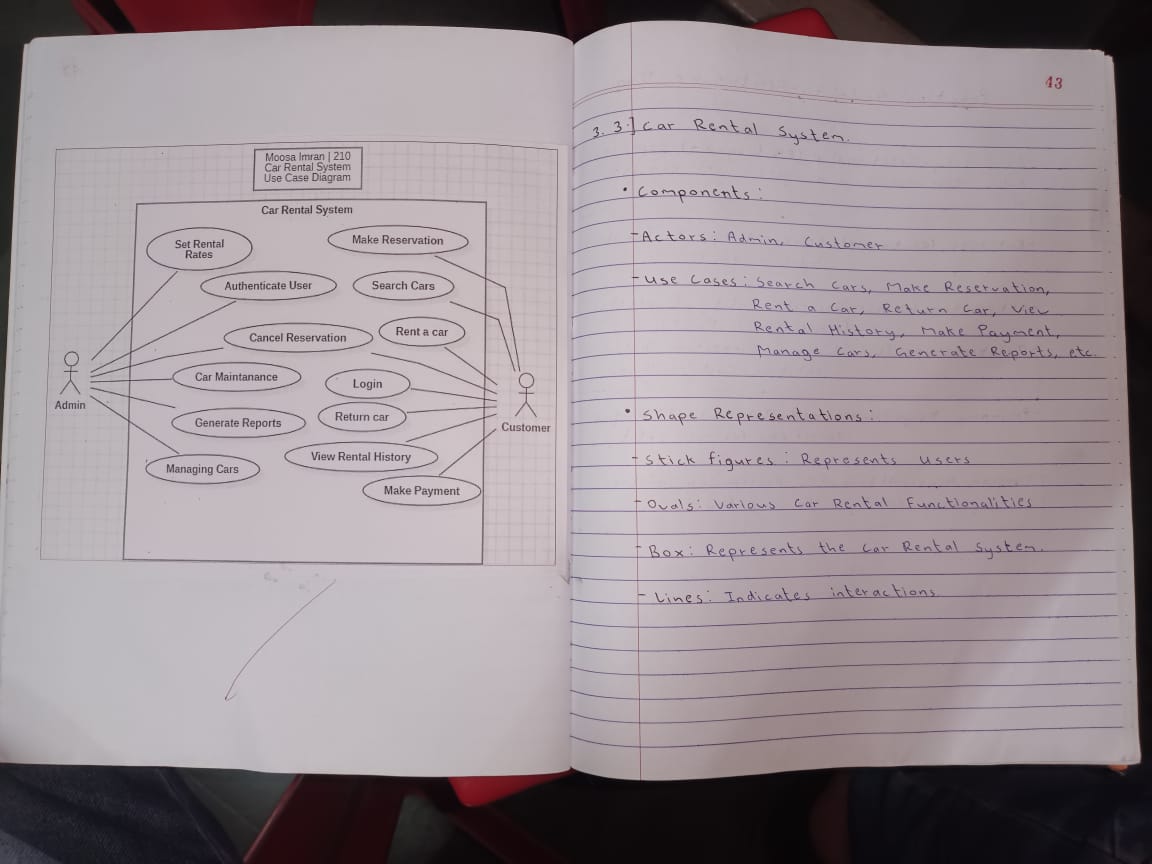 Moosa Imran | 210
Car Rental System
Use Case Diagram
Car Rental System
Set Rental
Rates
Make Reservation
Authenticate User
Search Cars
Cancel Reservation
Rent a car
Car Maintanance
Login
Admin
Generate Reports
Return car
Customer
Managing Cars
View Rental History
Make Payment
43
3.3.] Car Rental System.
• Components:
- Actors: Admin, Customer
- Use Cases: Search Cars, Make Reservation,
Rent a Car, Return Car, View
Rental History, Make Payment,
Manage Cars, Generate Reports, etc.
• Shape Representations:
- Stick figures: Represents users
- Ovals: Various Car Rental Functionalities
- Box: Represents the Car Rental System.
- Lines: Indicates interactions.